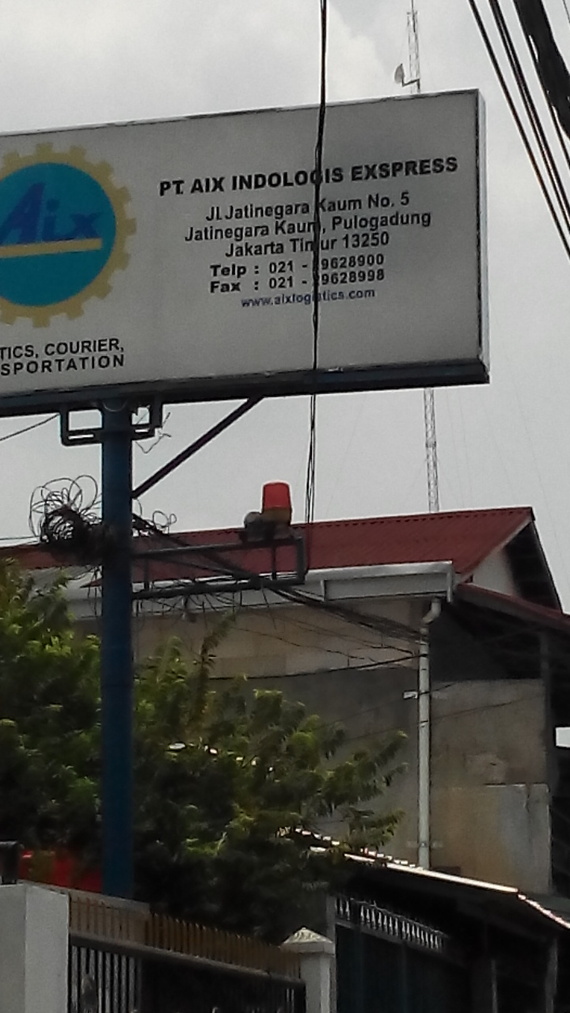 Aix
PT. AIX INDOLOGIS EXSPRESS
Jl. Jatinegara Kaum No. 5
Jatinegara Kaum, Pulogadung
Jakarta Timur 13250
Telp : 021 - 29628900
Fax : 021 - 29628998
www.aixlogistics.com
TICS, COURIER,
SPORTATION